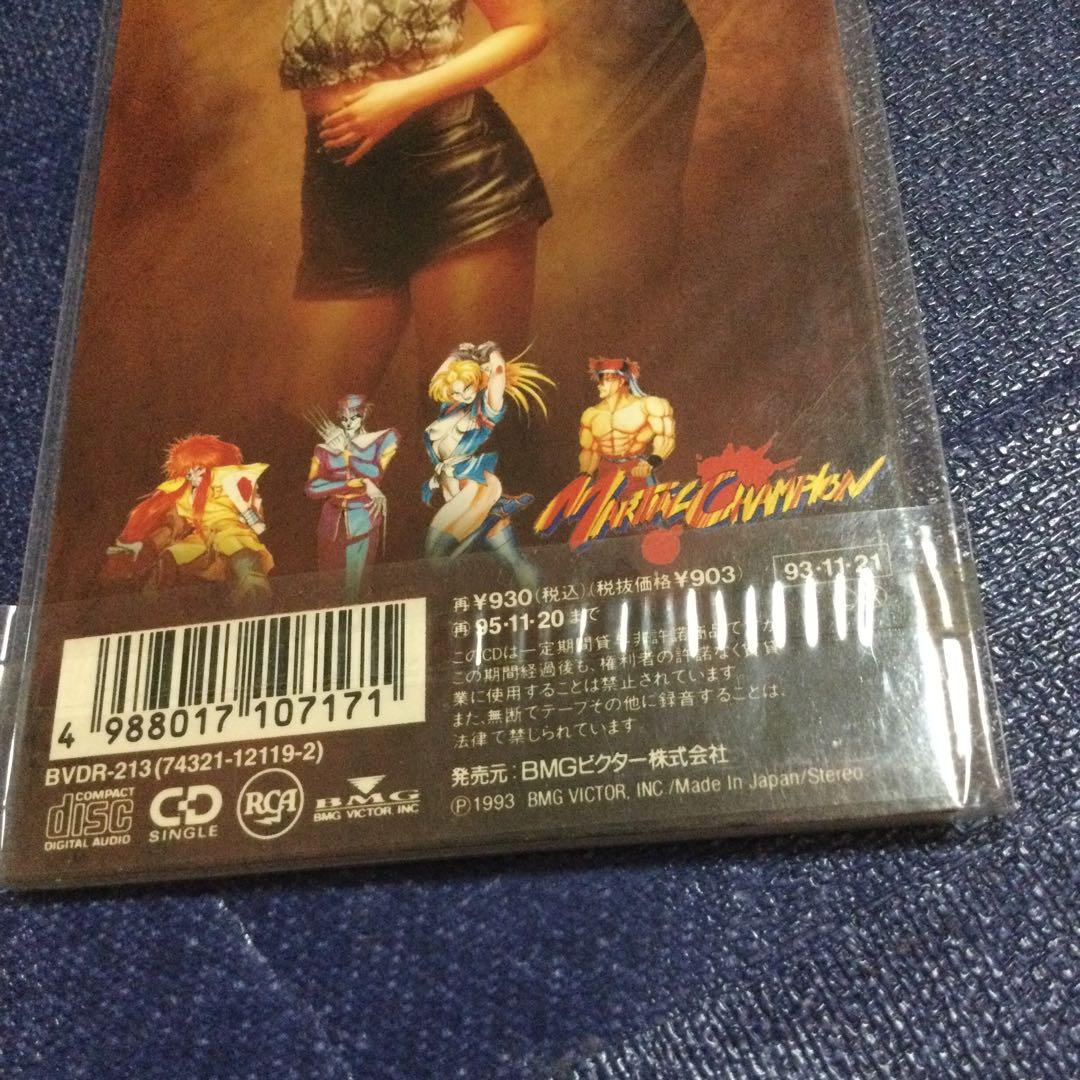 MARTIAL CHAMPION
再 ¥930(税込)(税抜価格¥903) 93・11・21
再 95・11・20 まで
このCDは一定期間貸与非許諾商品です
この期間経過後も、権利者の許諾なく賃貸
業に使用することは禁止されています。
また、無断でテープその他に録音することは、
法律で禁じられています。
4 988017 107171
BVDR-213(74321-12119-2)
発売元:BMGビクター株式会社
Ⓟ1993 BMG VICTOR, INC./Made In Japan/Stereo
COMPACT
disc
DIGITAL AUDIO
CD
SINGLE
RCA
BMG
BMG VICTOR, INC.